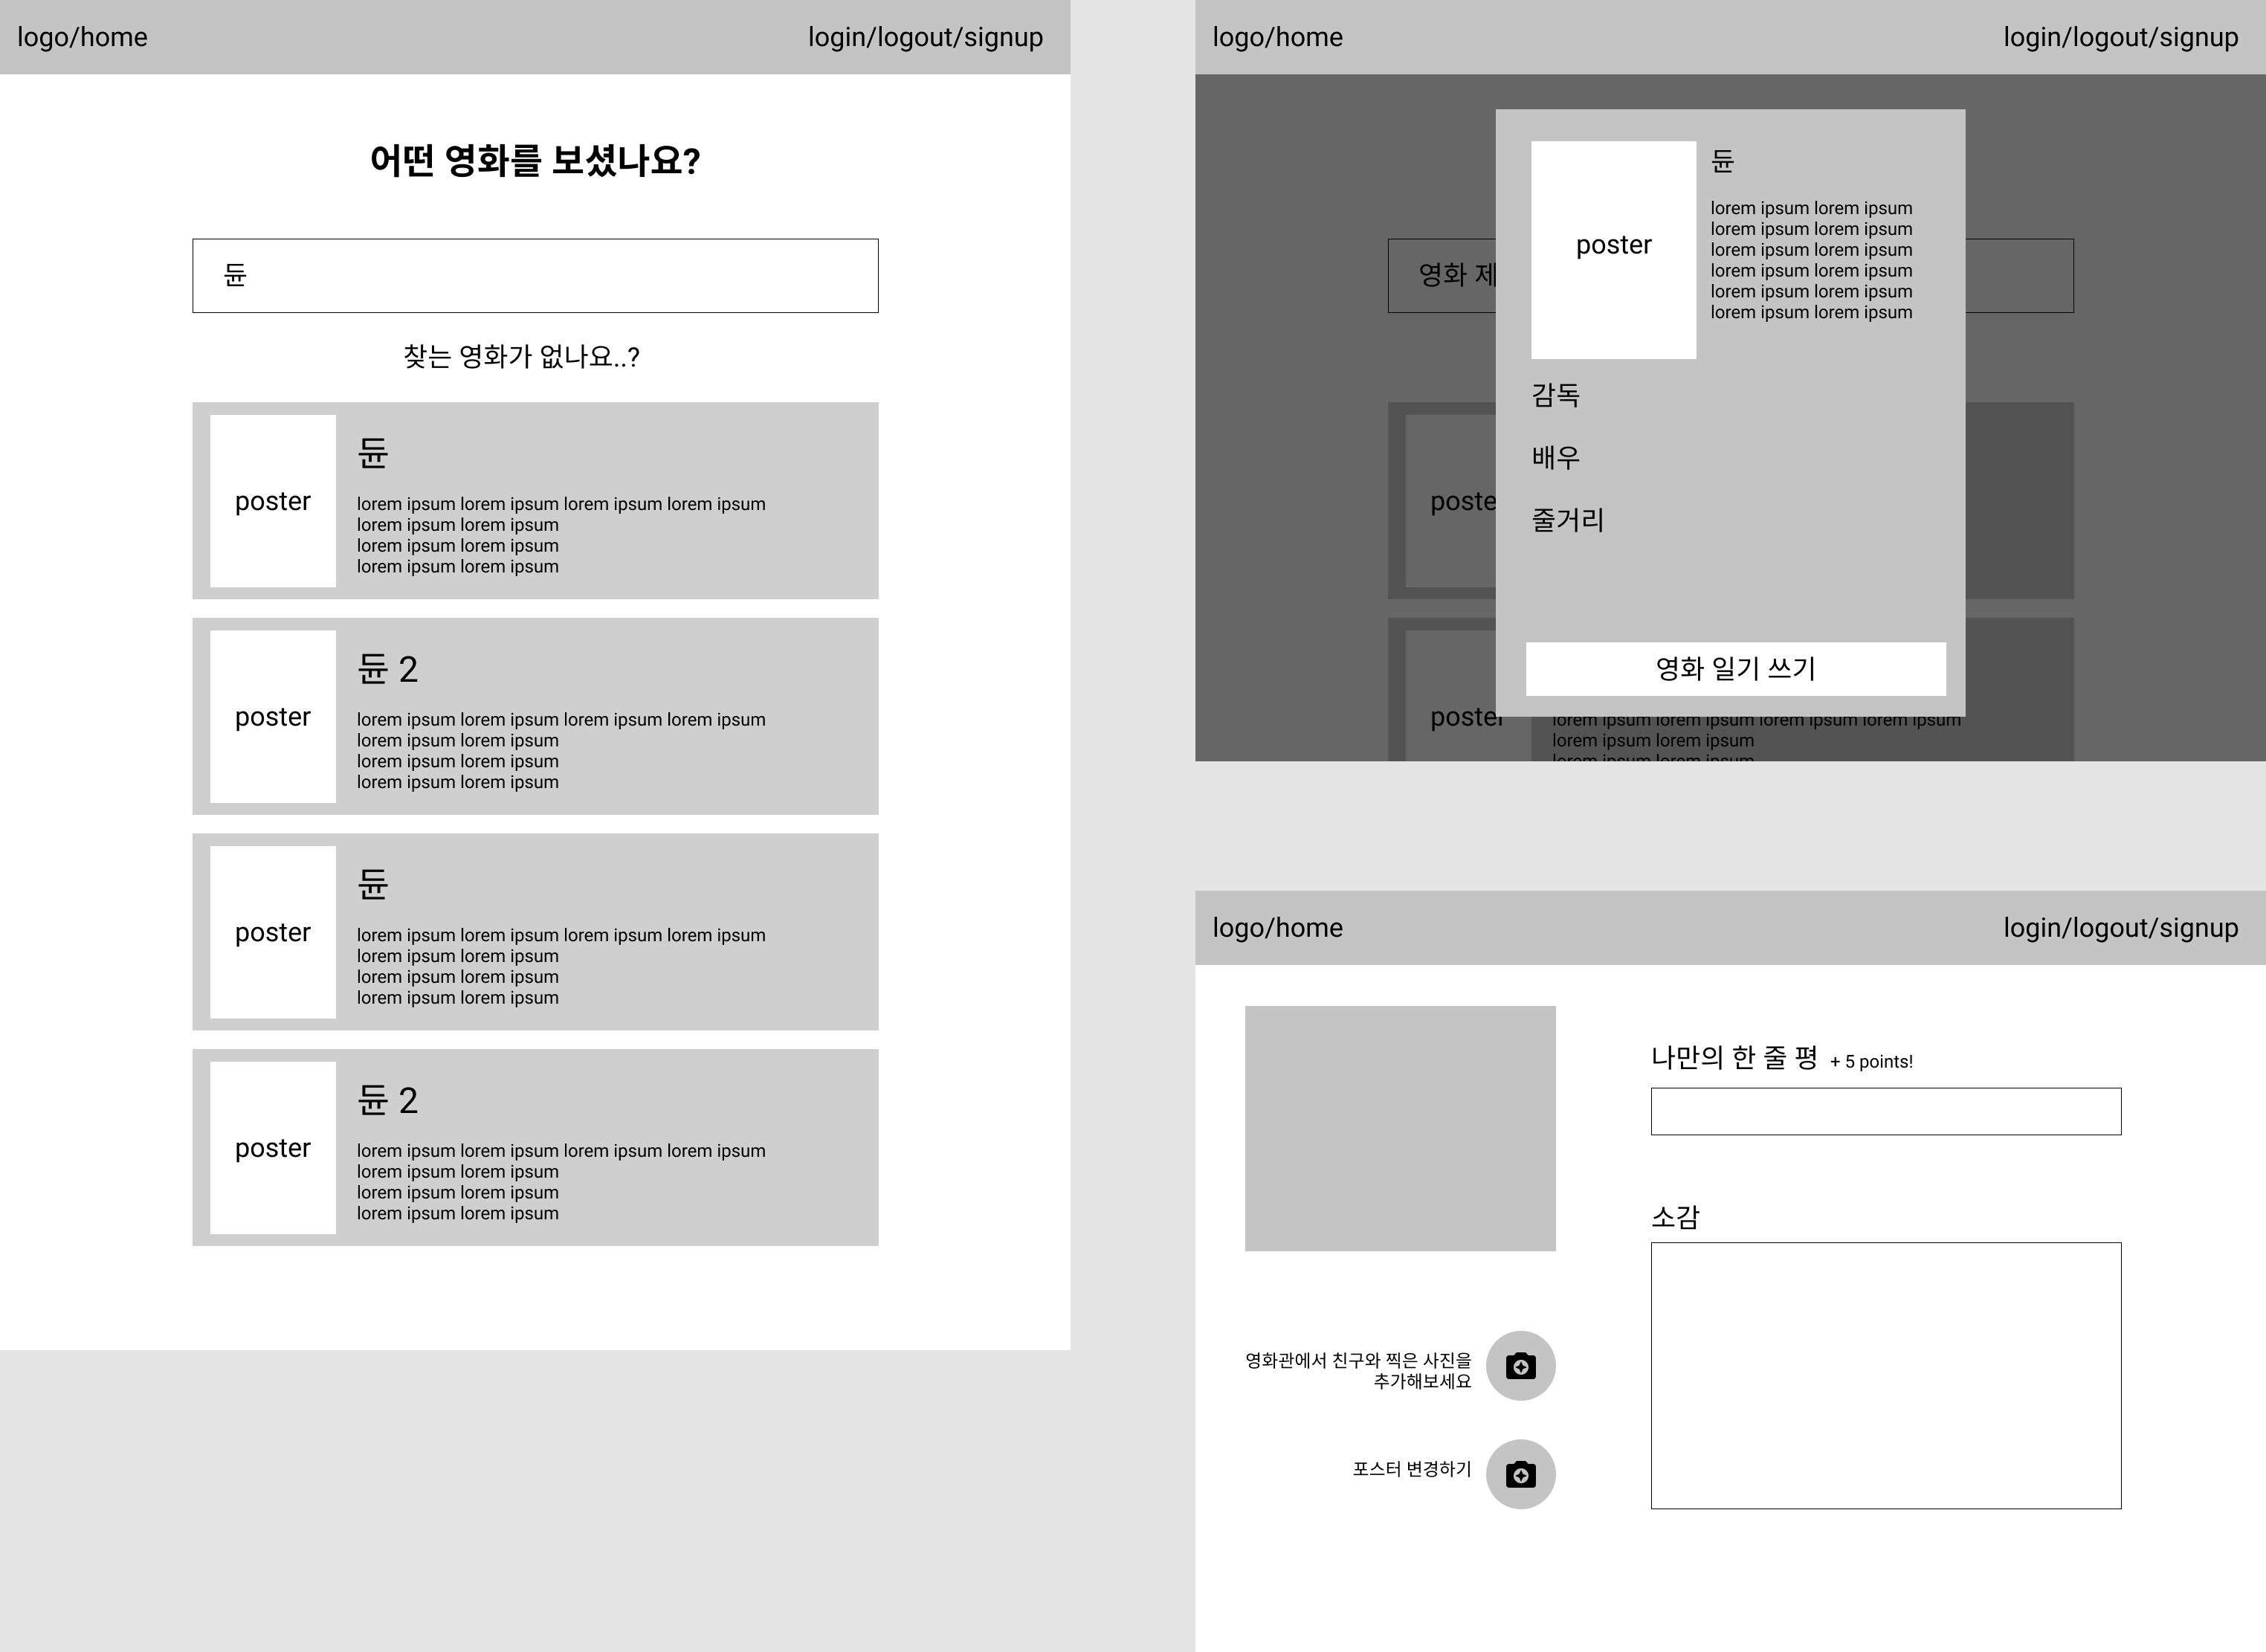 logo/home
login/logout/signup
어떤 영화를 보셨나요?
듄
찾는 영화가 없나요..?
poster
듄
lorem ipsum lorem ipsum lorem ipsum lorem ipsum
lorem ipsum lorem ipsum
lorem ipsum lorem ipsum
lorem ipsum lorem ipsum
poster
듄 2
lorem ipsum lorem ipsum lorem ipsum lorem ipsum
lorem ipsum lorem ipsum
lorem ipsum lorem ipsum
lorem ipsum lorem ipsum
poster
듄
lorem ipsum lorem ipsum lorem ipsum lorem ipsum
lorem ipsum lorem ipsum
lorem ipsum lorem ipsum
lorem ipsum lorem ipsum
poster
듄 2
lorem ipsum lorem ipsum lorem ipsum lorem ipsum
lorem ipsum lorem ipsum
lorem ipsum lorem ipsum
lorem ipsum lorem ipsum
logo/home
login/logout/signup
영화 제
poste
poster
poster
듄
lorem ipsum lorem ipsum
lorem ipsum lorem ipsum
lorem ipsum lorem ipsum
lorem ipsum lorem ipsum
lorem ipsum lorem ipsum
lorem ipsum lorem ipsum
감독
배우
줄거리
영화 일기 쓰기
lorem ipsum lorem ipsum lorem ipsum lorem ipsum
lorem ipsum lorem ipsum
lorem ipsum lorem ipsum
logo/home
login/logout/signup
영화관에서 친구와 찍은 사진을
추가해보세요
포스터 변경하기
나만의 한 줄 평 + 5 points!
소감